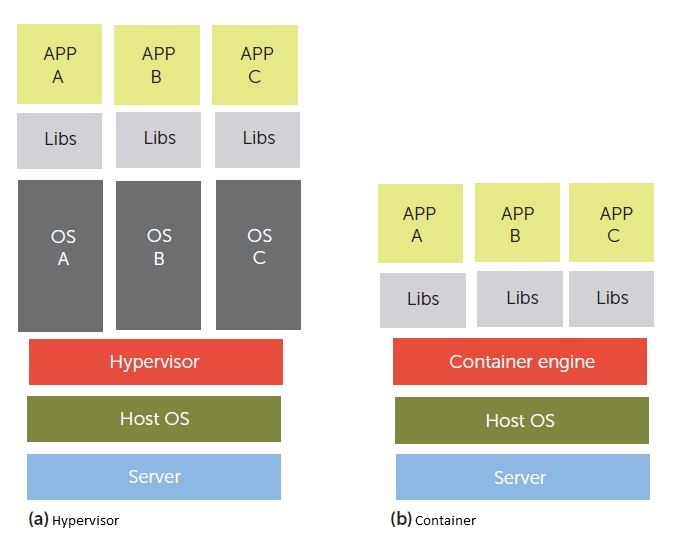 APP
A
APP
B
APP
C
Libs
Libs
Libs
OS
A
OS
B
OS
C
Hypervisor
Host OS
Server
(a) Hypervisor
APP
A
APP
B
APP
C
Libs
Libs
Libs
Container engine
Host OS
Server
(b) Container